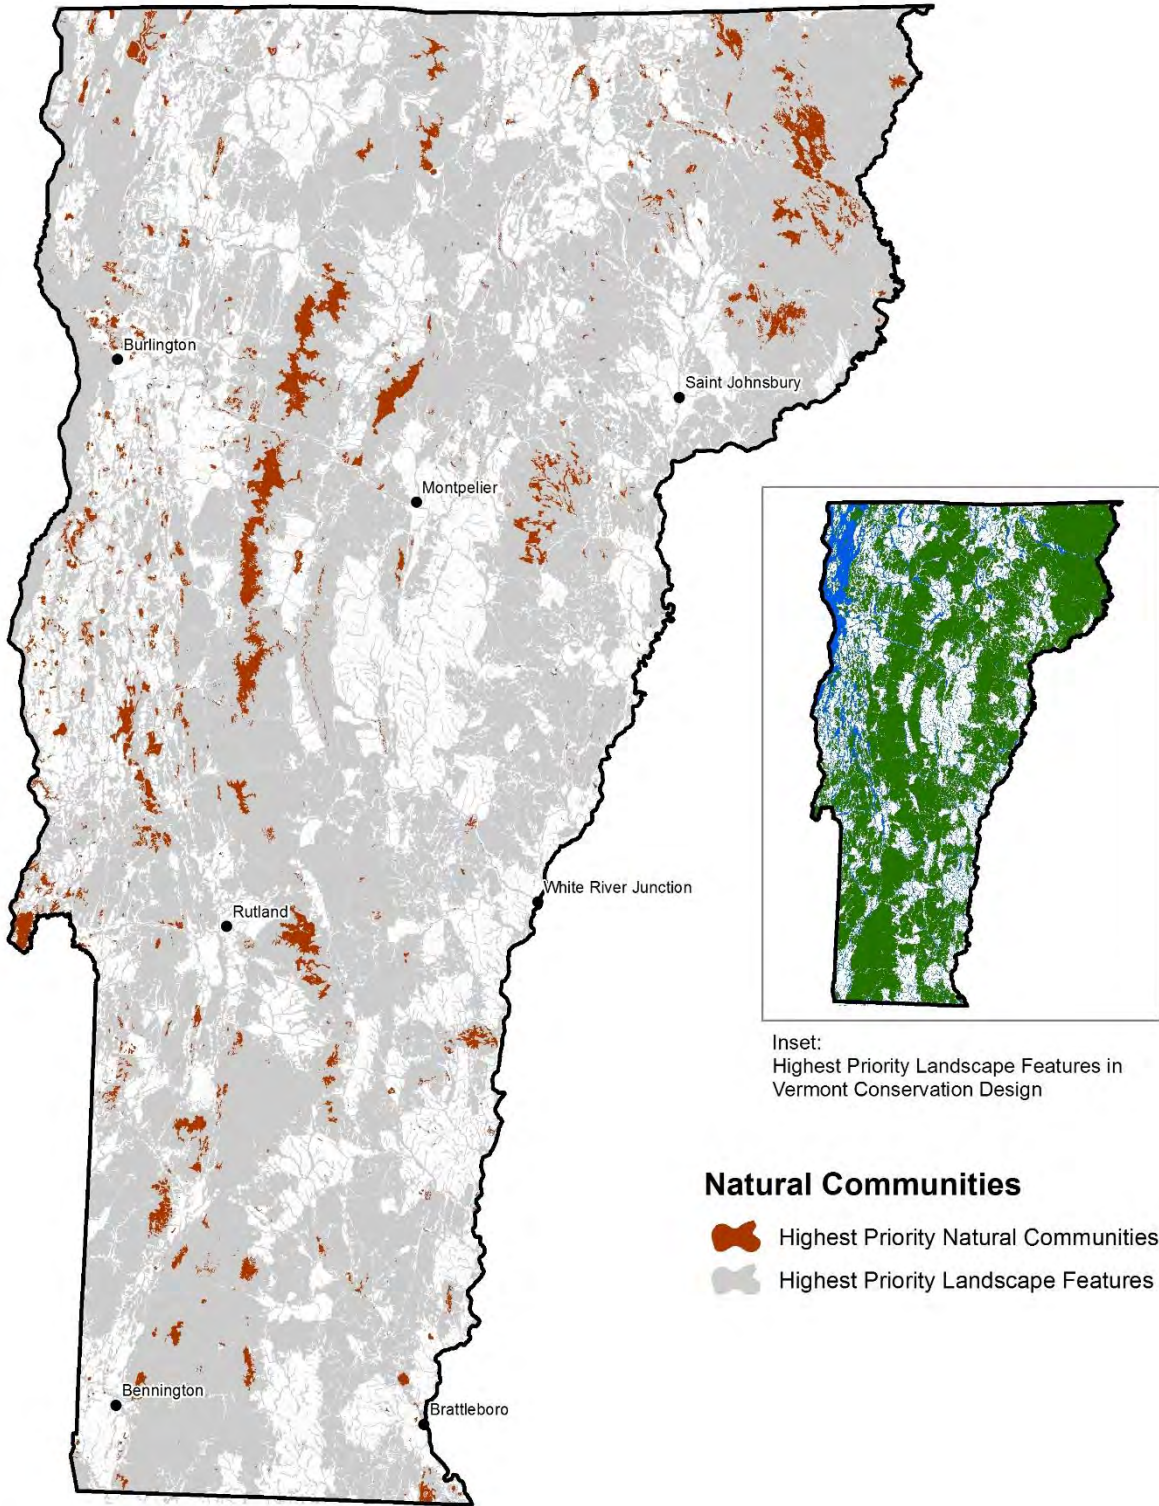 Burlington
Saint Johnsbury
Montpelier
White River Junction
Rutland
Bennington
Brattleboro
Inset:
Highest Priority Landscape Features in
Vermont Conservation Design
Natural Communities
Highest Priority Natural Communities
Highest Priority Landscape Features